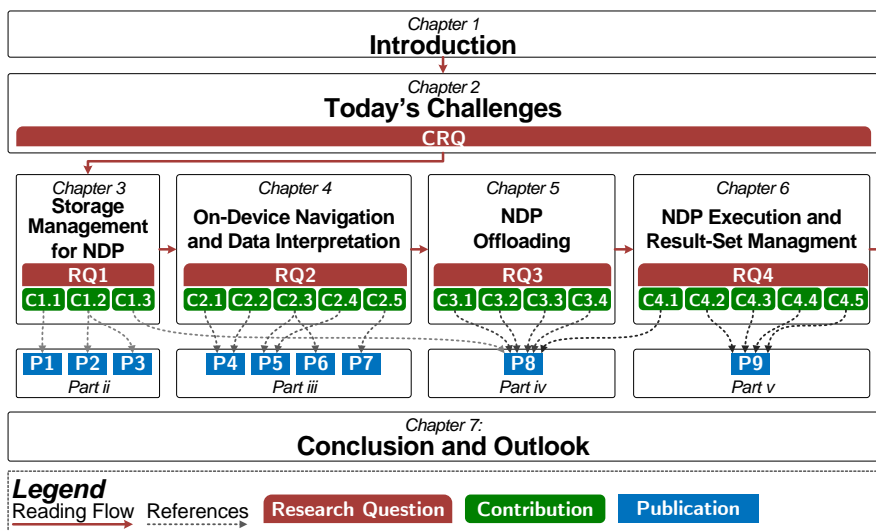 Chapter 1
Introduction
Chapter 2
Today's Challenges
CRQ
Chapter 3
Storage
Management
for NDP
RQ1
C1.1 C1.2 C1.3
Chapter 4
On-Device Navigation
and Data Interpretation
RQ2
C2.1 C2.2 C2.3 C2.4 C2.5
Chapter 5
NDP
Offloading
RQ3
C3.1 C3.2 C3.3 C3.4
Chapter 6
NDP Execution and
Result-Set Managment
RQ4
C4.1 C4.2 C4.3 C4.4 C4.5
P1 P2 P3
Part ii
P4 P5 P6 P7
Part iii
P8
Part iv
P9
Part v
Chapter 7:
Conclusion and Outlook
Legend
Reading Flow References Research Question Contribution Publication